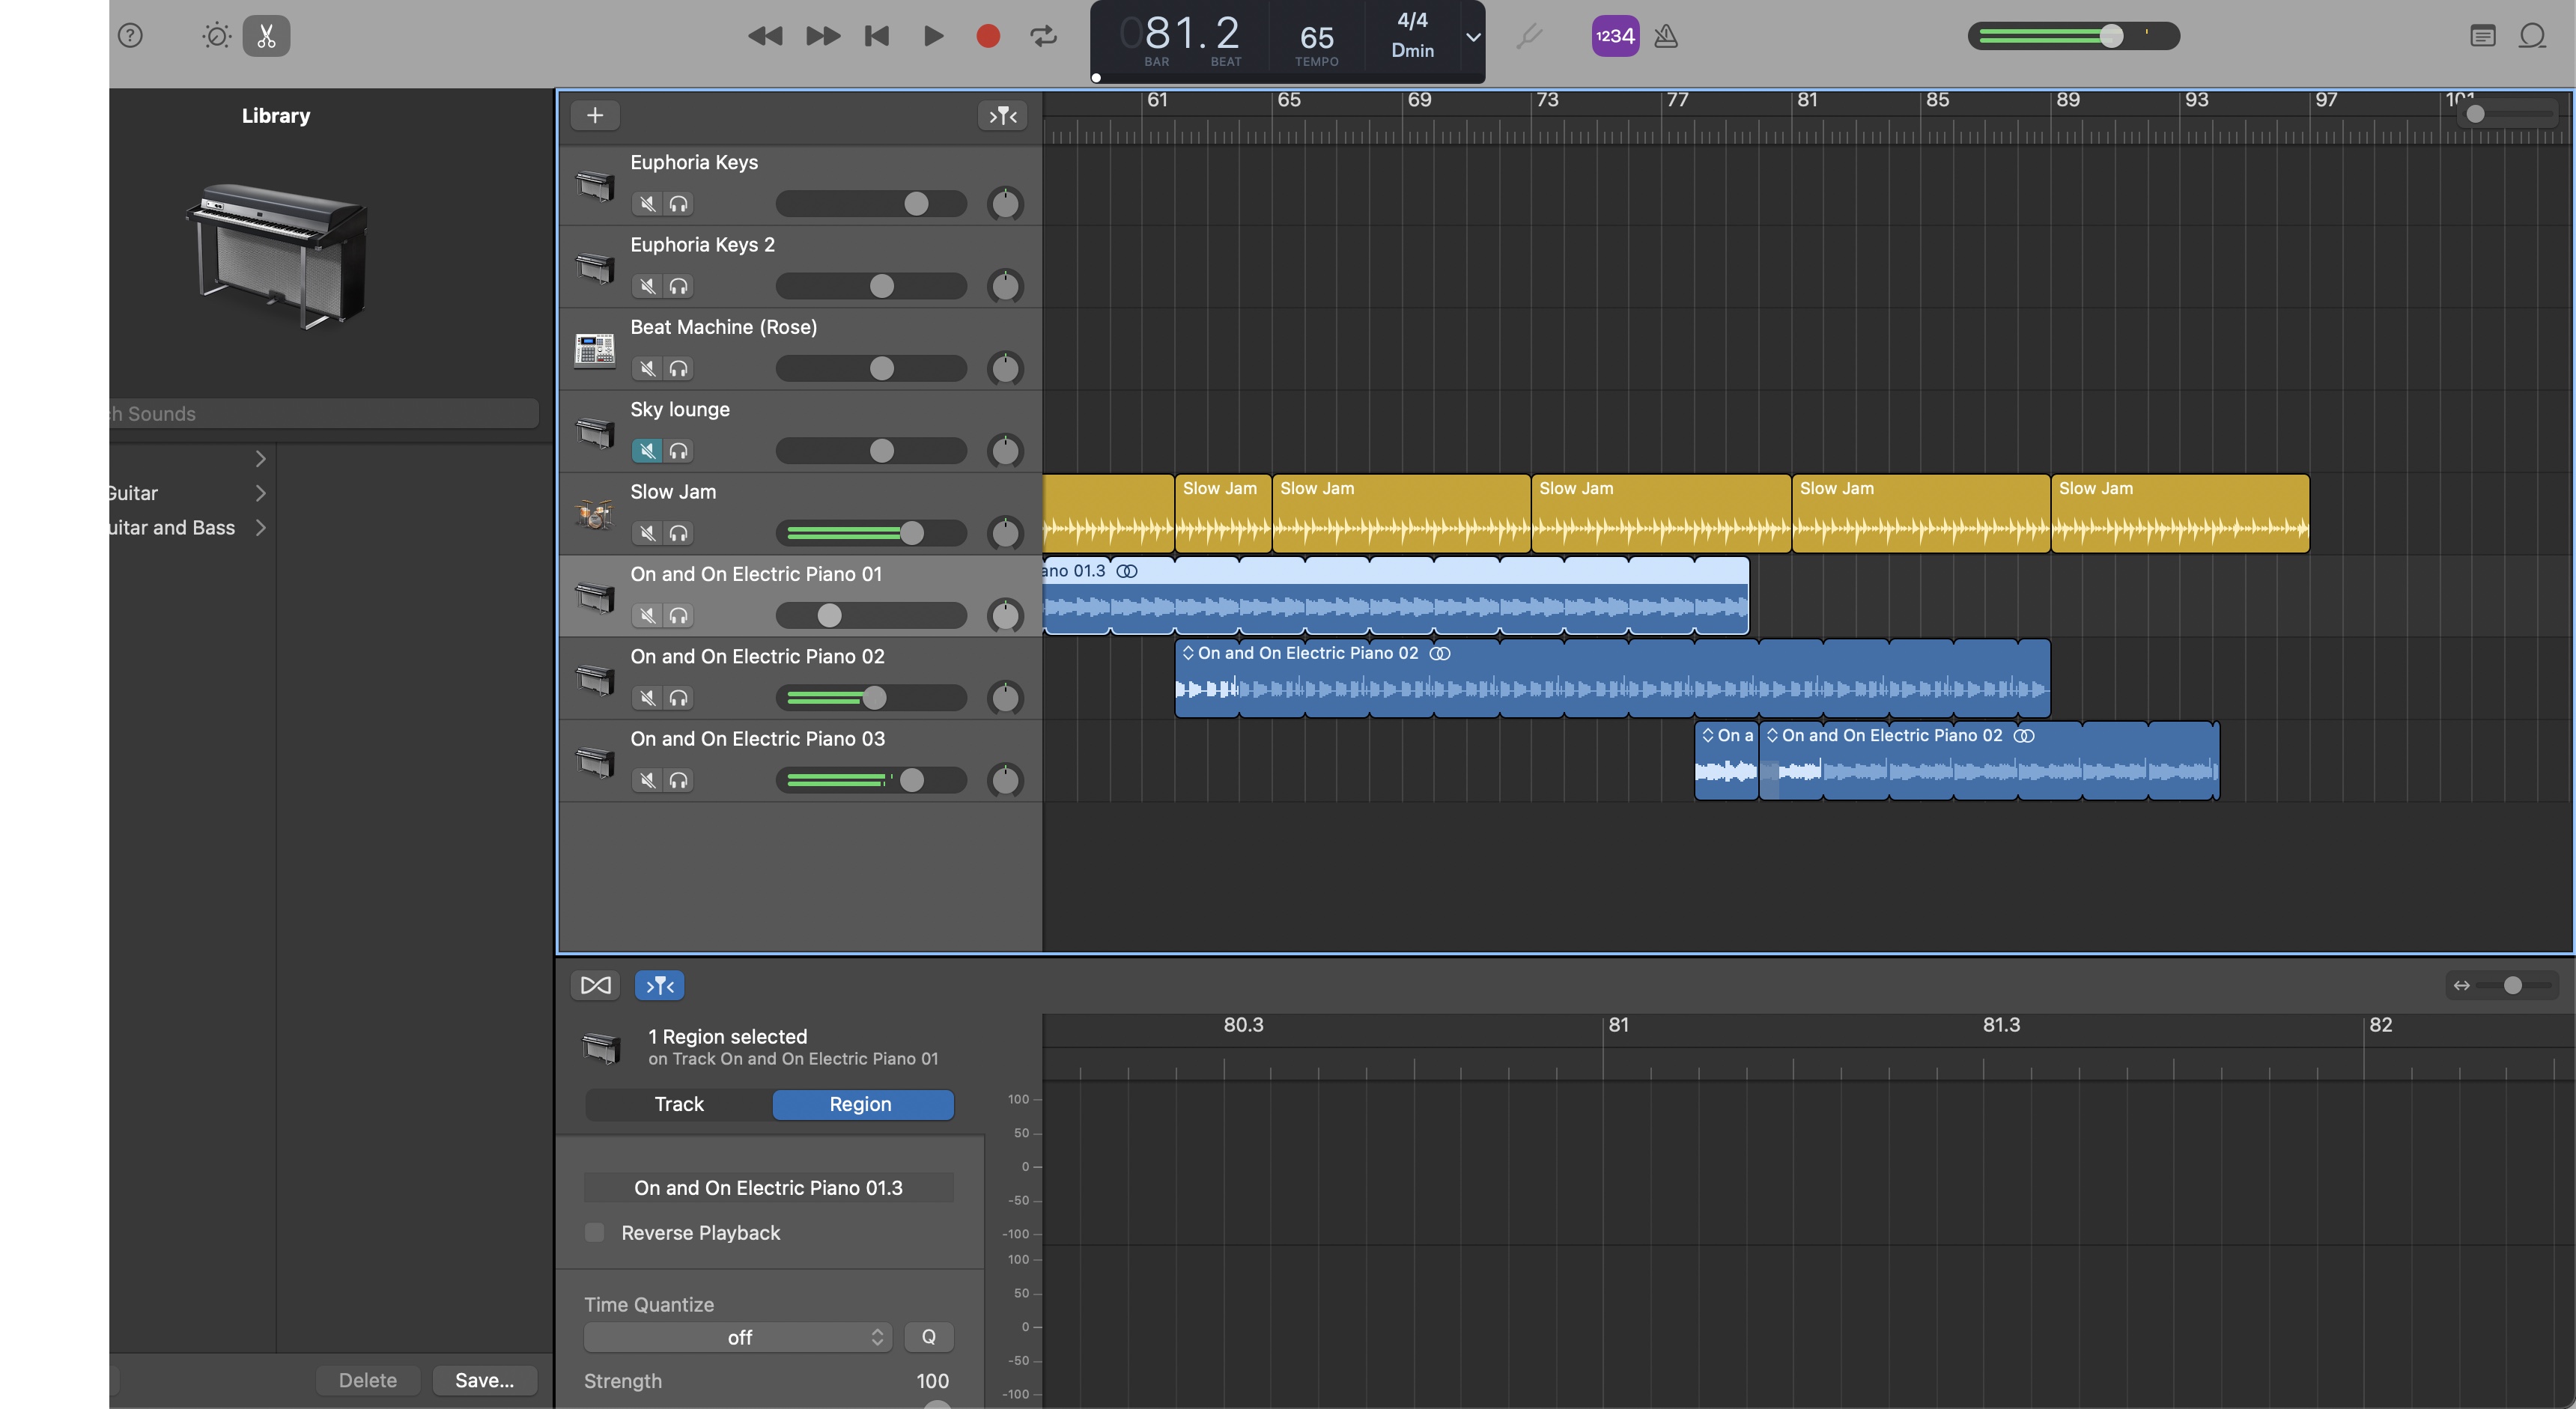 081.2
BAR
BEAT
65
TEMPO
4/4
Dmin
1234
Library
h Sounds
Guitar
uitar and Bass
Delete
Save...
61
65
69
73
77
81
85
89
93
97
101
Euphoria Keys
Euphoria Keys 2
Beat Machine (Rose)
Sky lounge
Slow Jam
Slow Jam
Slow Jam
Slow Jam
Slow Jam
Slow Jam
On and On Electric Piano 01
ano 01.3
On and On Electric Piano 02
On and On Electric Piano 02
On and On Electric Piano 03
On a
On and On Electric Piano 02
1 Region selected
on Track On and On Electric Piano 01
Track
Region
On and On Electric Piano 01.3
Reverse Playback
Time Quantize
off
Q
Strength
100
80.3
81
81.3
82
100
50
0
-50
-100
100
50
0
-50
-100